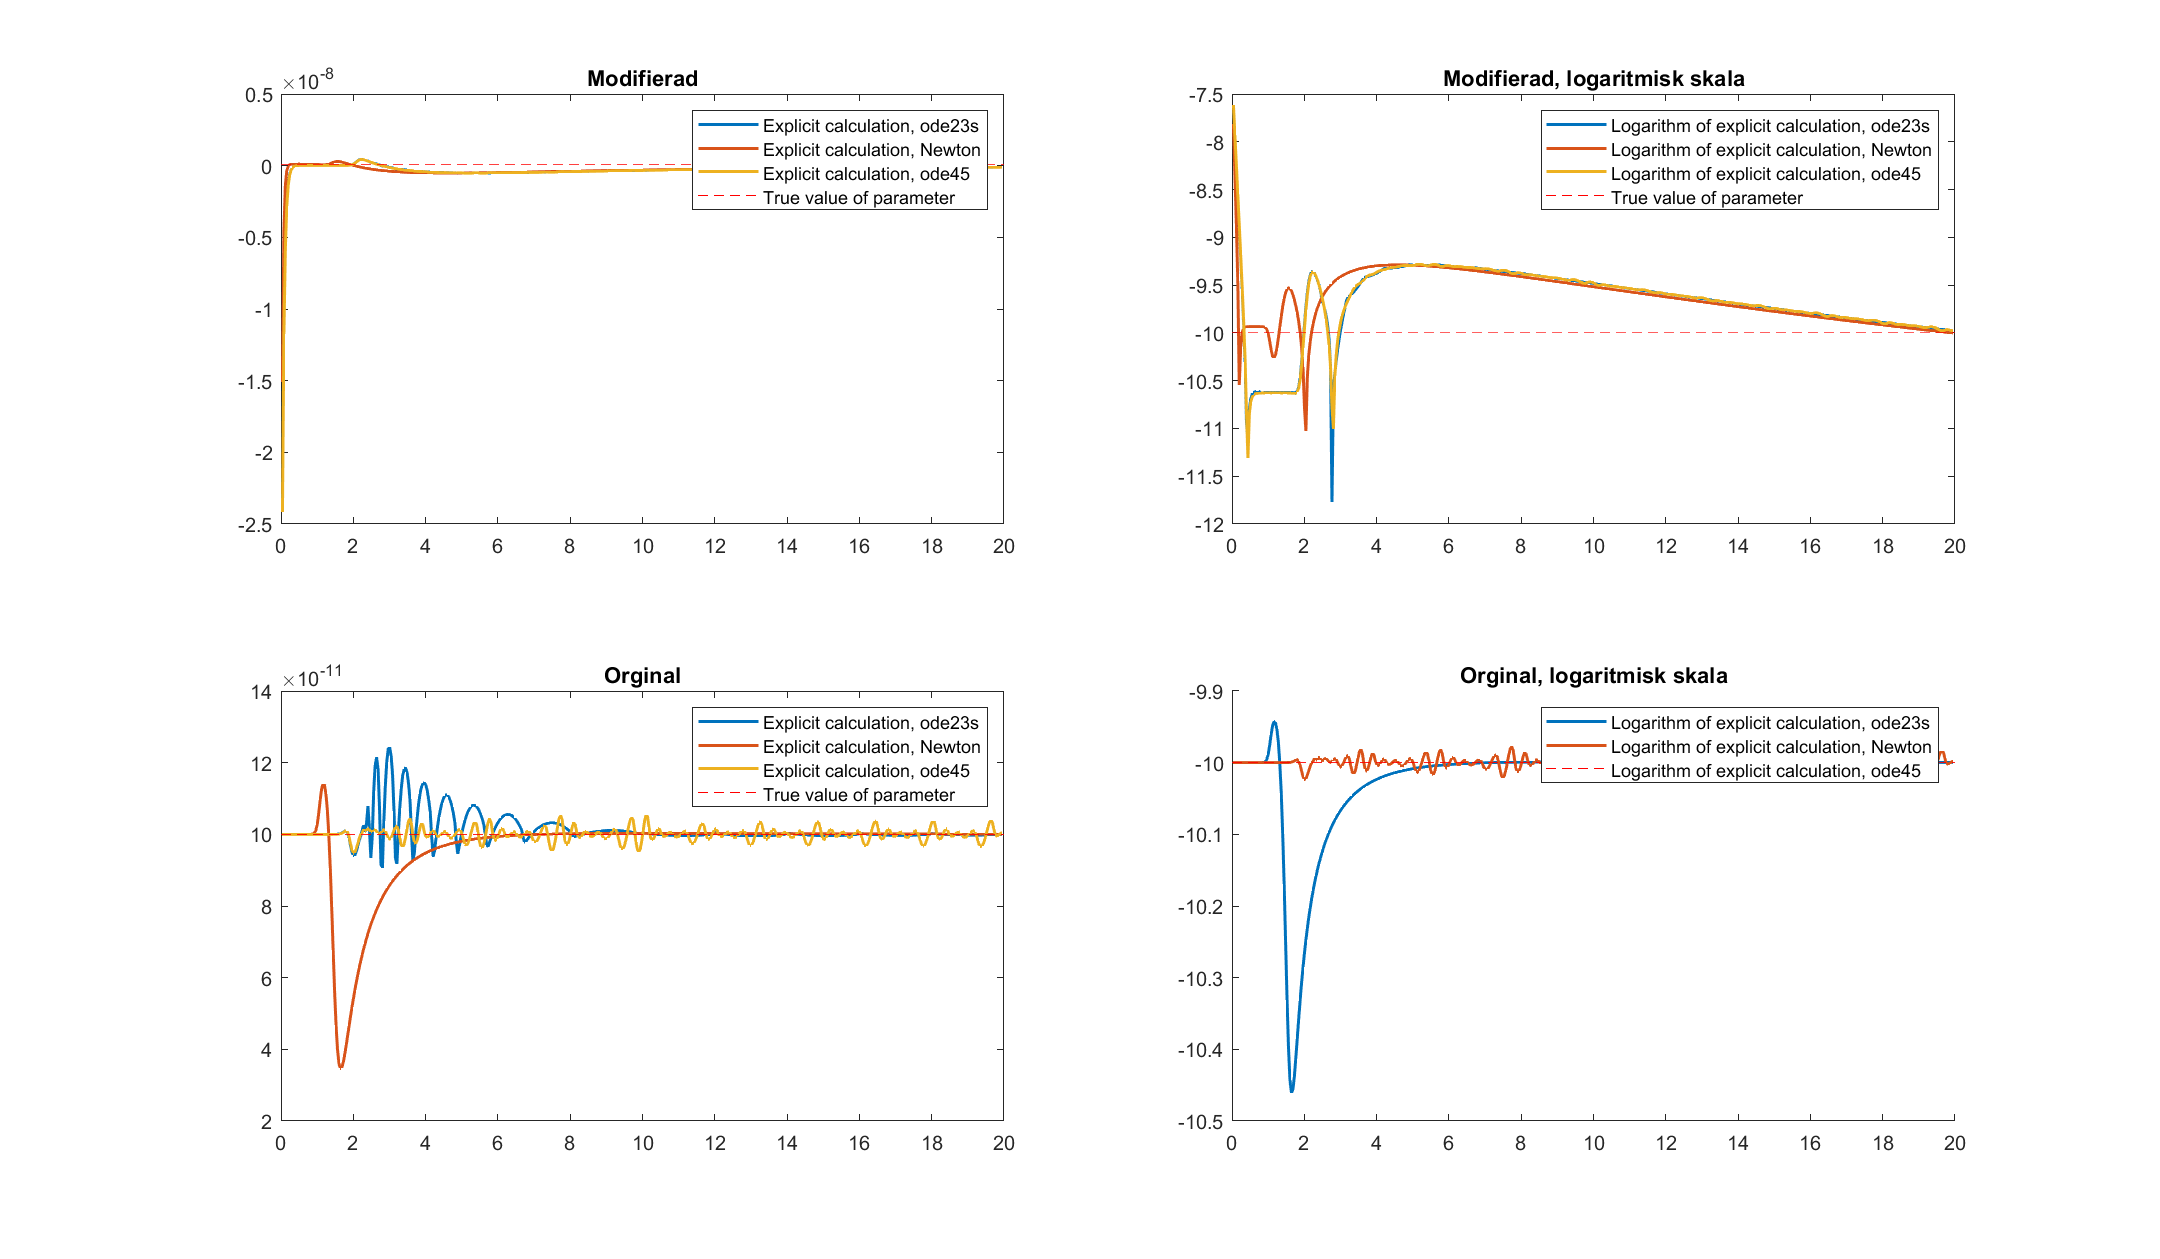 Modifierad
×10-8
0.5
0
-0.5
-1
-1.5
-2
-2.5
0 2 4 6 8 10 12 14 16 18 20
Explicit calculation, ode23s
Explicit calculation, Newton
Explicit calculation, ode45
True value of parameter
Modifierad, logaritmisk skala
-7.5
-8
-8.5
-9
-9.5
-10
-10.5
-11
-11.5
-12
0 2 4 6 8 10 12 14 16 18 20
Logarithm of explicit calculation, ode23s
Logarithm of explicit calculation, Newton
Logarithm of explicit calculation, ode45
True value of parameter
Orginal
×10-11
14
12
10
8
6
4
2
0 2 4 6 8 10 12 14 16 18 20
Explicit calculation, ode23s
Explicit calculation, Newton
Explicit calculation, ode45
True value of parameter
Orginal, logaritmisk skala
-9.9
-10
-10.1
-10.2
-10.3
-10.4
-10.5
0 2 4 6 8 10 12 14 16 18 20
Logarithm of explicit calculation, ode23s
Logarithm of explicit calculation, Newton
Logarithm of explicit calculation, ode45